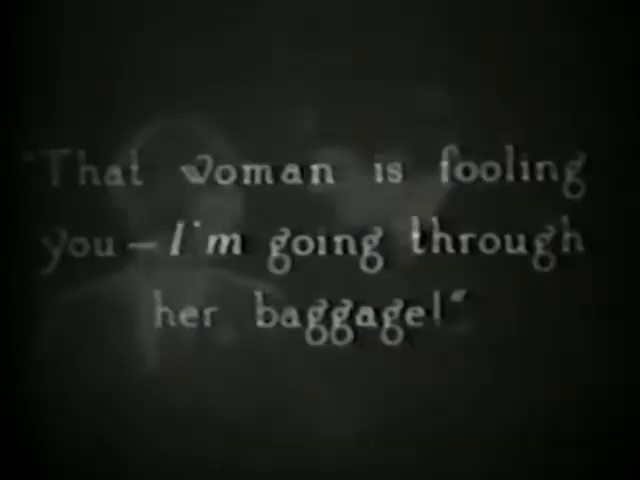 "That woman is fooling
you — I'm going through
her baggage!"